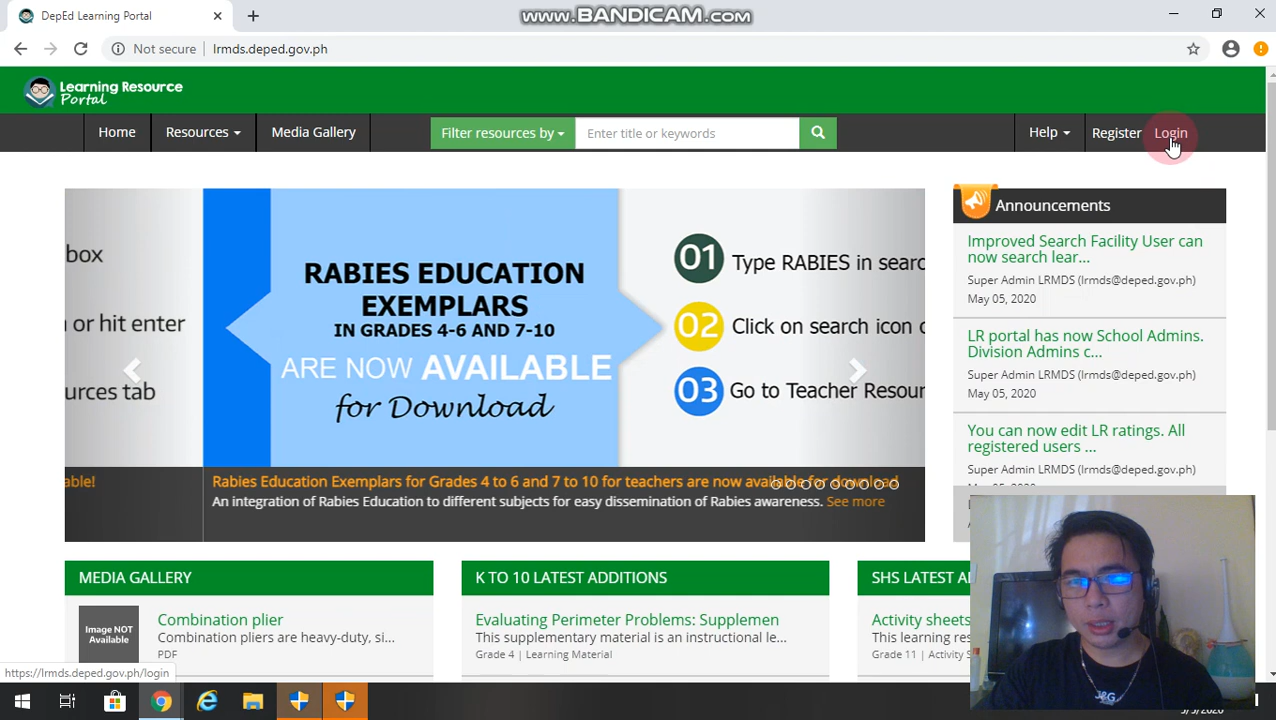 DepEd Learning Portal
WWW.BANDICAM.COM
Not secure
lrmds.deped.gov.ph
Learning Resource
Portal
Home
Resources
Media Gallery
Filter resources by
Enter title or keywords
Help
Register
Login
box
n or hit enter
urces tab
RABIES EDUCATION
EXEMPLARS
IN GRADES 4-6 AND 7-10
ARE NOW AVAILABLE
for Download
01
Type RABIES in searc
02
Click on search icon o
03
Go to Teacher Resour
able!
Rabies Education Exemplars for Grades 4 to 6 and 7 to 10 for teachers are now available for download
An integration of Rabies Education to different subjects for easy dissemination of Rabies awareness. See more
Announcements
Improved Search Facility User can
now search lear...
Super Admin LRMDS (lrmds@deped.gov.ph)
May 05, 2020
LR portal has now School Admins.
Division Admins c...
Super Admin LRMDS (lrmds@deped.gov.ph)
May 05, 2020
You can now edit LR ratings. All
registered users ...
Super Admin LRMDS (lrmds@deped.gov.ph)
MEDIA GALLERY
Image NOT
Available
Combination plier
Combination pliers are heavy-duty, si...
PDF
K TO 10 LATEST ADDITIONS
Evaluating Perimeter Problems: Supplemen
This supplementary material is an instructional le...
Grade 4 | Learning Material
SHS LATEST AD
Activity sheets
This learning res
Grade 11 | Activity S
https://lrmds.deped.gov.ph/login
J&G